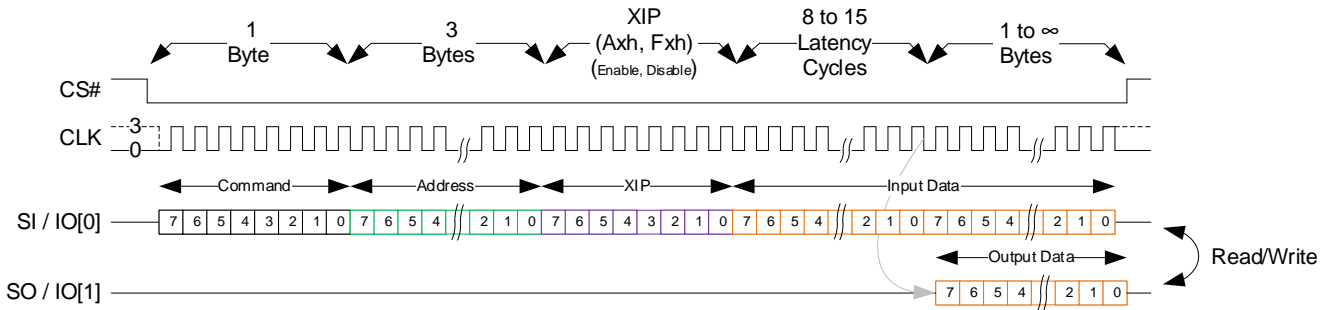 1
Byte
3
Bytes
XIP
(Axh, Fxh)
(Enable, Disable)
8 to 15
Latency
Cycles
1 to ∞
Bytes
CS#
CLK
3
0
Command
Address
XIP
Input Data
SI / IO[0]
7 6 5 4 3 2 1 0 7 6 5 4 2 1 0 7 6 5 4 3 2 1 0 7 6 5 4 2 1 0 7 6 5 4 2 1 0
Output Data
Read/Write
SO / IO[1]
7 6 5 4 2 1 0